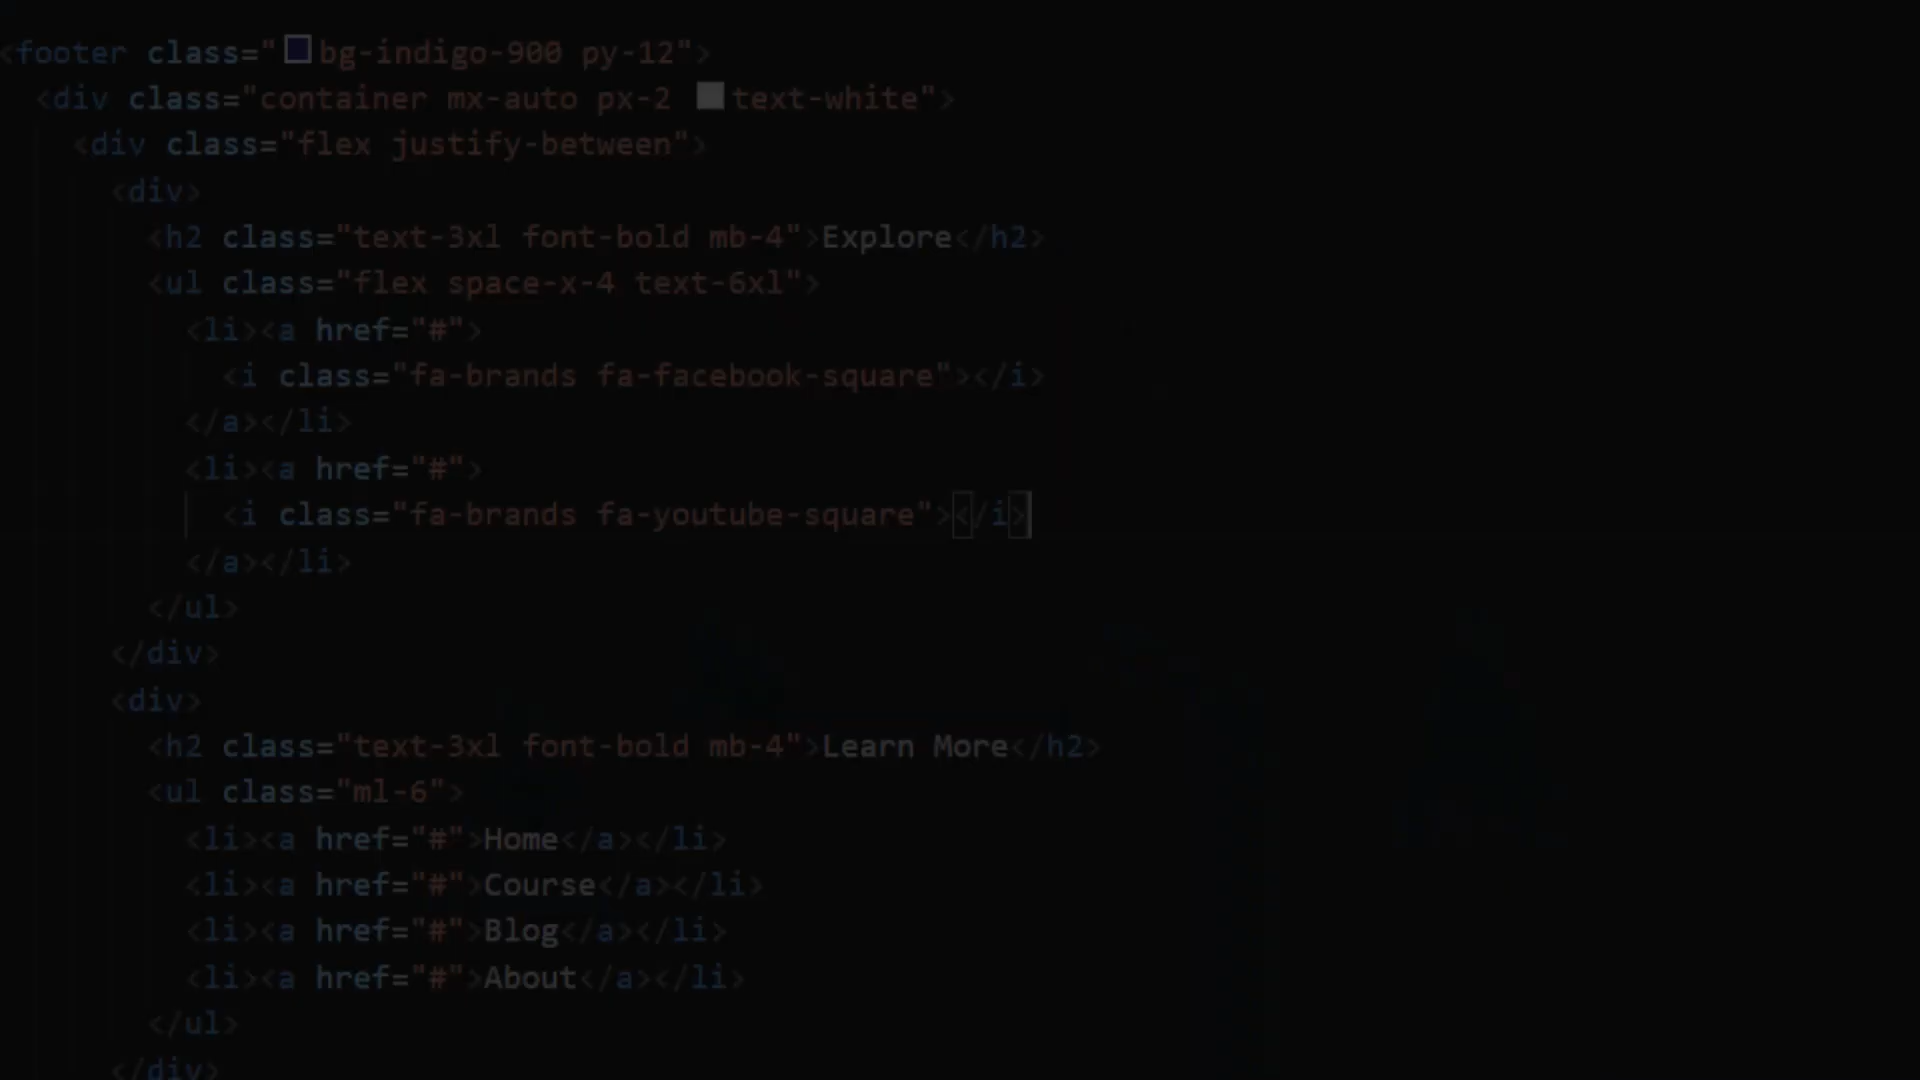 <footer class="bg-indigo-900 py-12">
<div class="container mx-auto px-2 text-white">
<div class="flex justify-between">
<div>
<h2 class="text-3xl font-bold mb-4">Explore</h2>
<ul class="flex space-x-4 text-6xl">
<li><a href="#">
<i class="fa-brands fa-facebook-square"></i>
</a></li>
<li><a href="#">
<i class="fa-brands fa-youtube-square"></i>
</a></li>
</ul>
</div>
<div>
<h2 class="text-3xl font-bold mb-4">Learn More</h2>
<ul class="ml-6">
<li><a href="#">Home</a></li>
<li><a href="#">Course</a></li>
<li><a href="#">Blog</a></li>
<li><a href="#">About</a></li>
</ul>
</div>